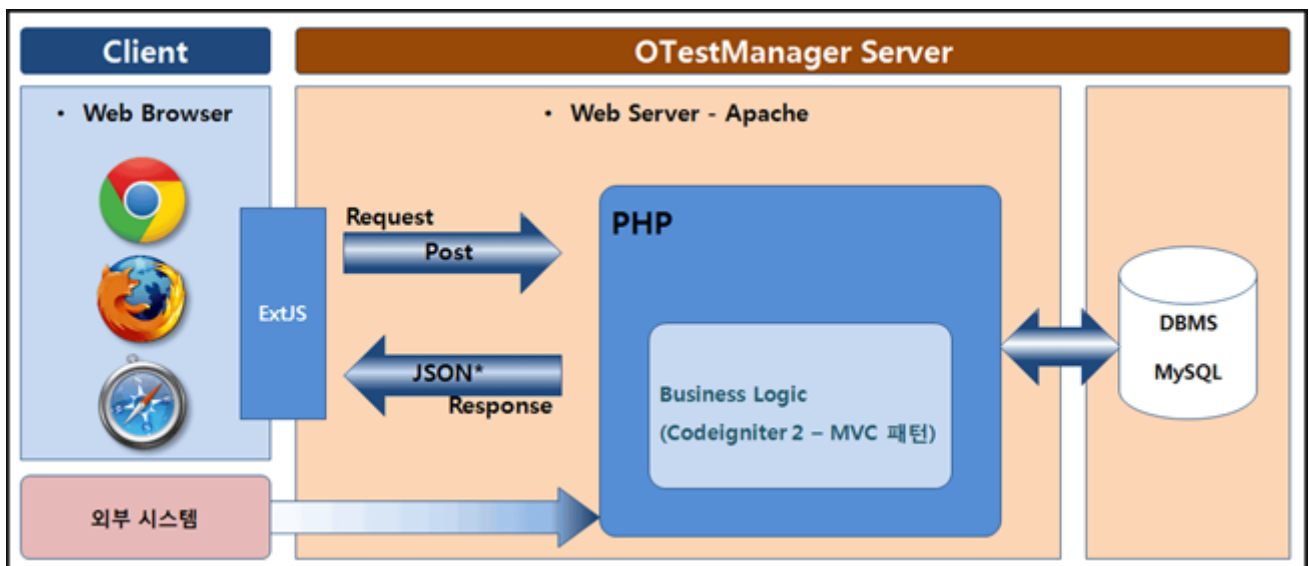 Client
OTestManager Server
• Web Browser
• Web Server - Apache
Request
Post
PHP
ExtJS
JSON*
Response
Business Logic
(Codeigniter 2 – MVC 패턴)
DBMS
MySQL
외부 시스템